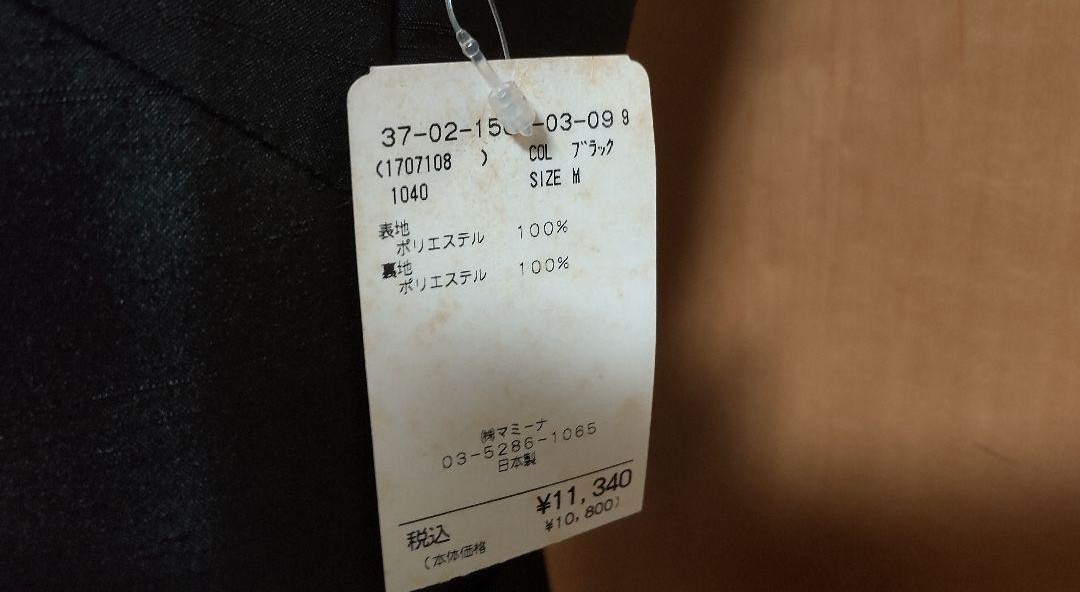 37-02-15 -03-09 9
(1707108 ) COL ブラック
1040 SIZE M
表地
ポリエステル 100%
裏地
ポリエステル 100%
㈱マミーナ
03-5286-1065
日本製
税込 ¥11,340
(本体価格 ¥10,800)